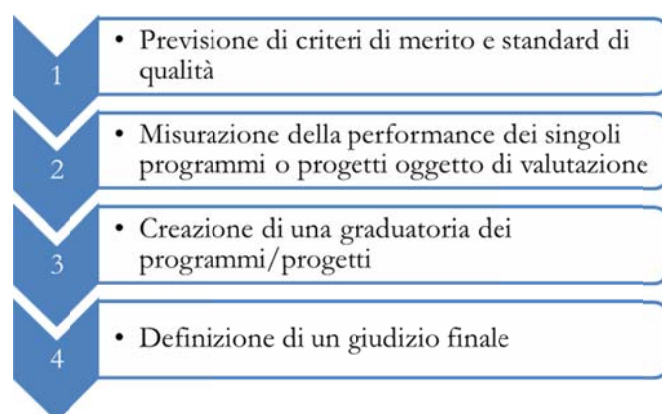 1
• Previsione di criteri di merito e standard di
qualità
2
• Misurazione della performance dei singoli
programmi o progetti oggetto di valutazione
3
• Creazione di una graduatoria dei
programmi/progetti
4
• Definizione di un giudizio finale